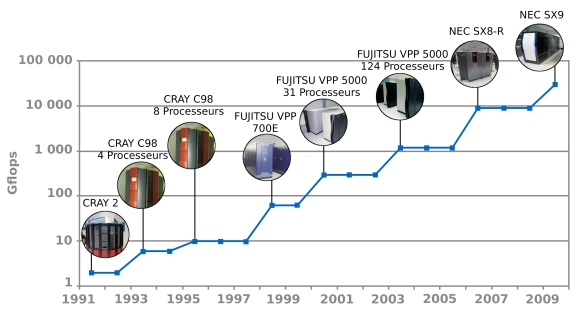 NEC SX9
NEC SX8-R
FUJITSU VPP 5000
124 Processeurs
FUJITSU VPP 5000
31 Processeurs
CRAY C98
8 Processeurs
FUJITSU VPP
700E
CRAY C98
4 Processeurs
CRAY 2
Gflops
100 000
10 000
1 000
100
10
1
1991 1993 1995 1997 1999 2001 2003 2005 2007 2009